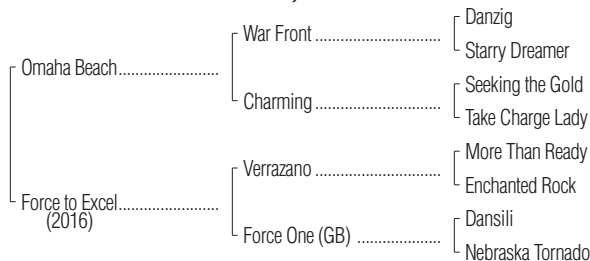 Danzig
War Front ..............................
Starry Dreamer
Omaha Beach........................
Seeking the Gold
Charming ..............................
Take Charge Lady
More Than Ready
Verrazano ..............................
Enchanted Rock
Force to Excel........................
(2016)
Dansili
Force One (GB) ....................
Nebraska Tornado